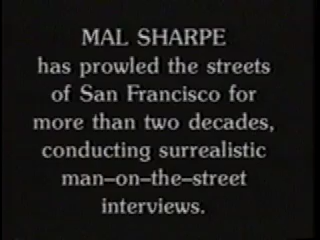 MAL SHARPE
has prowled the streets
of San Francisco for
more than two decades,
conducting surrealistic
man–on–the–street
interviews.